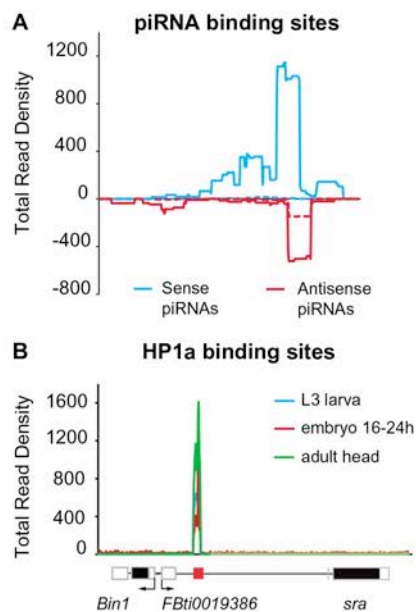 A piRNA binding sites
Total Read Density
1200
800
400
0
-400
-800
Sense piRNAs
Antisense piRNAs
B HP1a binding sites
Total Read Density
1600
1200
800
400
0
L3 larva
embryo 16-24h
adult head
Bin1 FBti0019386 sra